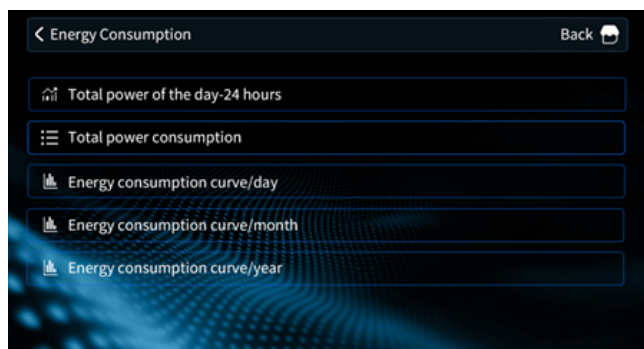 Energy Consumption
Back
Total power of the day-24 hours
Total power consumption
Energy consumption curve/day
Energy consumption curve/month
Energy consumption curve/year